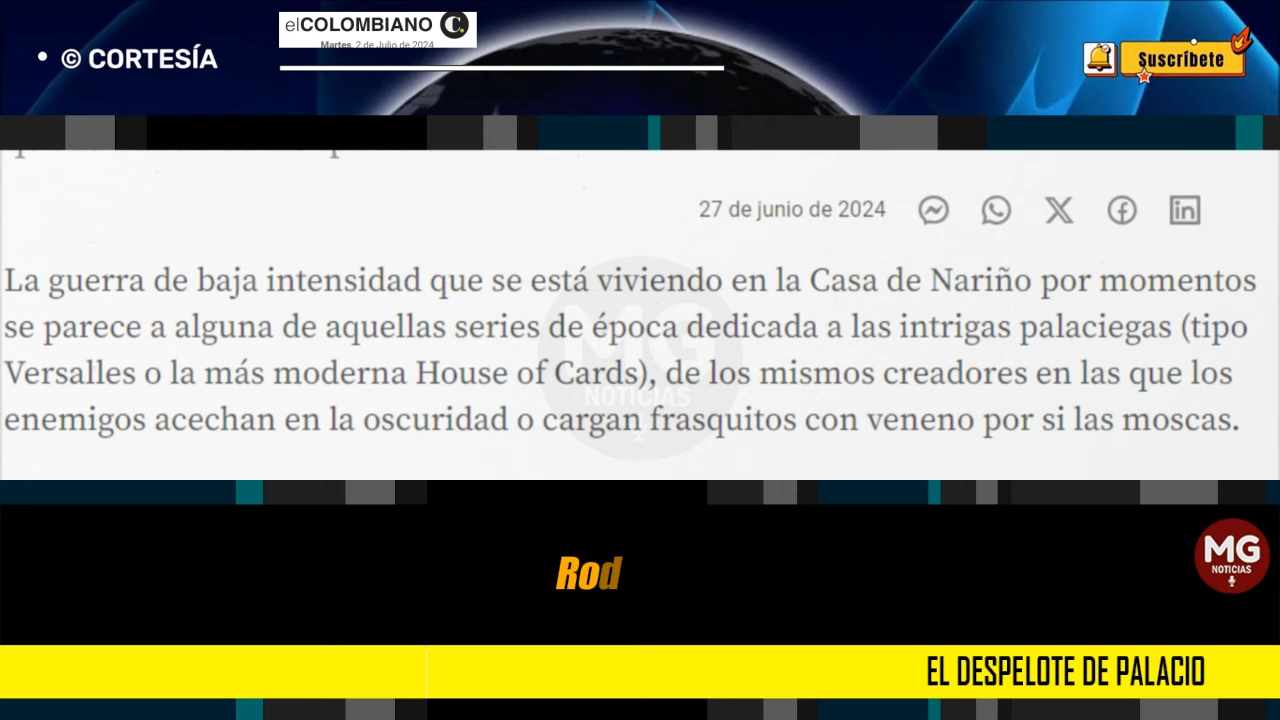 elCOLOMBIANO C
Martes, 2 de Julio de 2024
© CORTESÍA
Suscríbete
27 de junio de 2024
La guerra de baja intensidad que se está viviendo en la Casa de Nariño por momentos
se parece a alguna de aquellas series de época dedicada a las intrigas palaciegas (tipo
Versalles o la más moderna House of Cards), de los mismos creadores en las que los
enemigos acechan en la oscuridad o cargan frasquitos con veneno por si las moscas.
MG
NOTICIAS
Rod
MG
NOTICIAS
EL DESPELOTE DE PALACIO